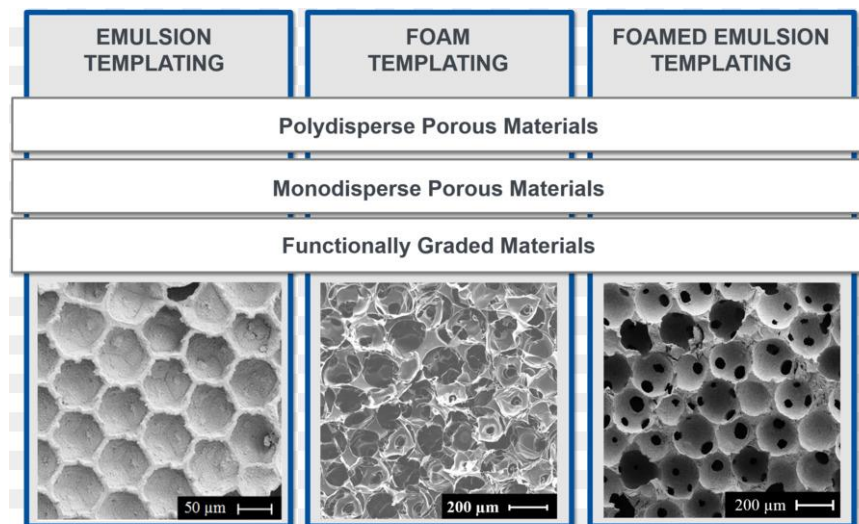 EMULSION
TEMPLATING
FOAM
TEMPLATING
FOAMED EMULSION
TEMPLATING
Polydisperse Porous Materials
Monodisperse Porous Materials
Functionally Graded Materials
50 µm
200 µm
200 µm